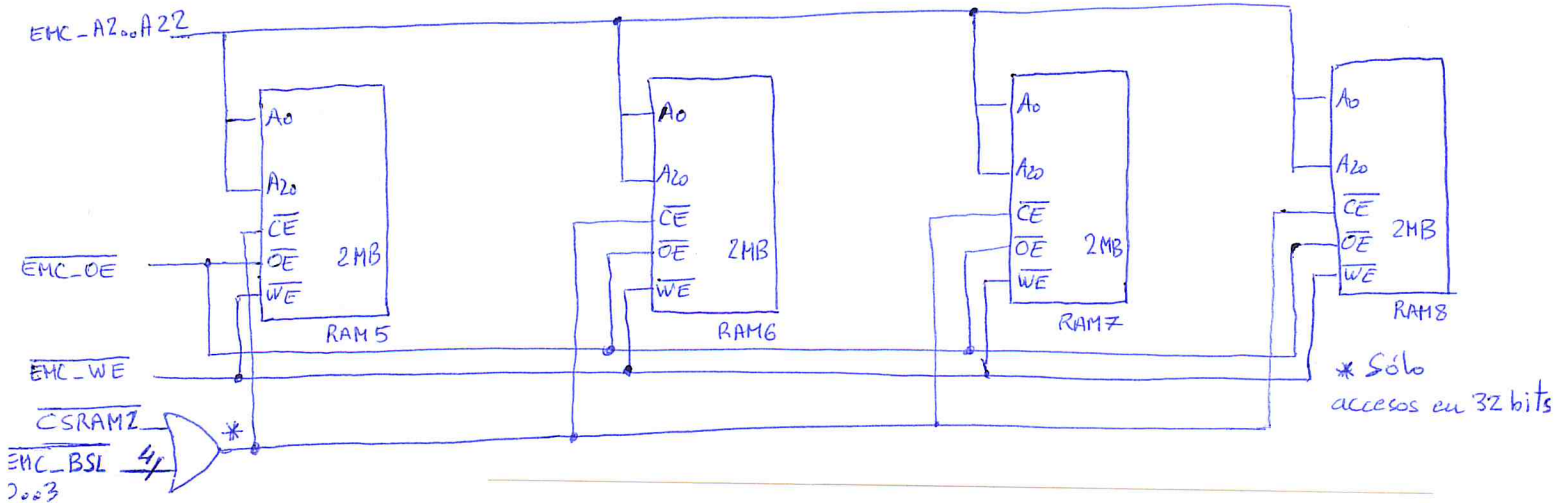 EMC_A2..A22
A0
A20
CE
OE
WE
2MB
RAM5
A0
A20
CE
OE
WE
2MB
RAM6
A0
A20
CE
OE
WE
2MB
RAM7
A0
A20
CE
OE
WE
2MB
RAM8
EMC_OE
EMC_WE
CSRAM2
*
EMC_BSL 4
0..3
* Sólo
accesos en 32 bits